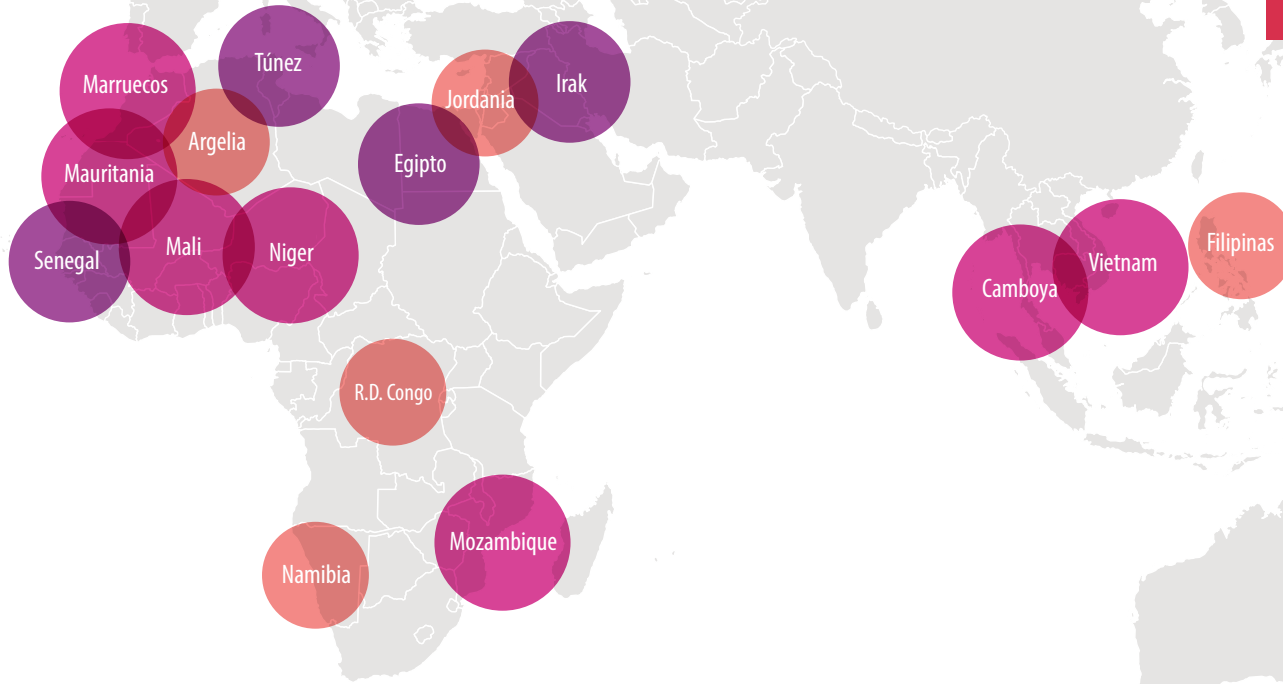 Túnez
Marruecos
Irak
Jordania
Argelia
Egipto
Mauritania
Senegal
Mali
Niger
Filipinas
Vietnam
Camboya
R.D. Congo
Mozambique
Namibia